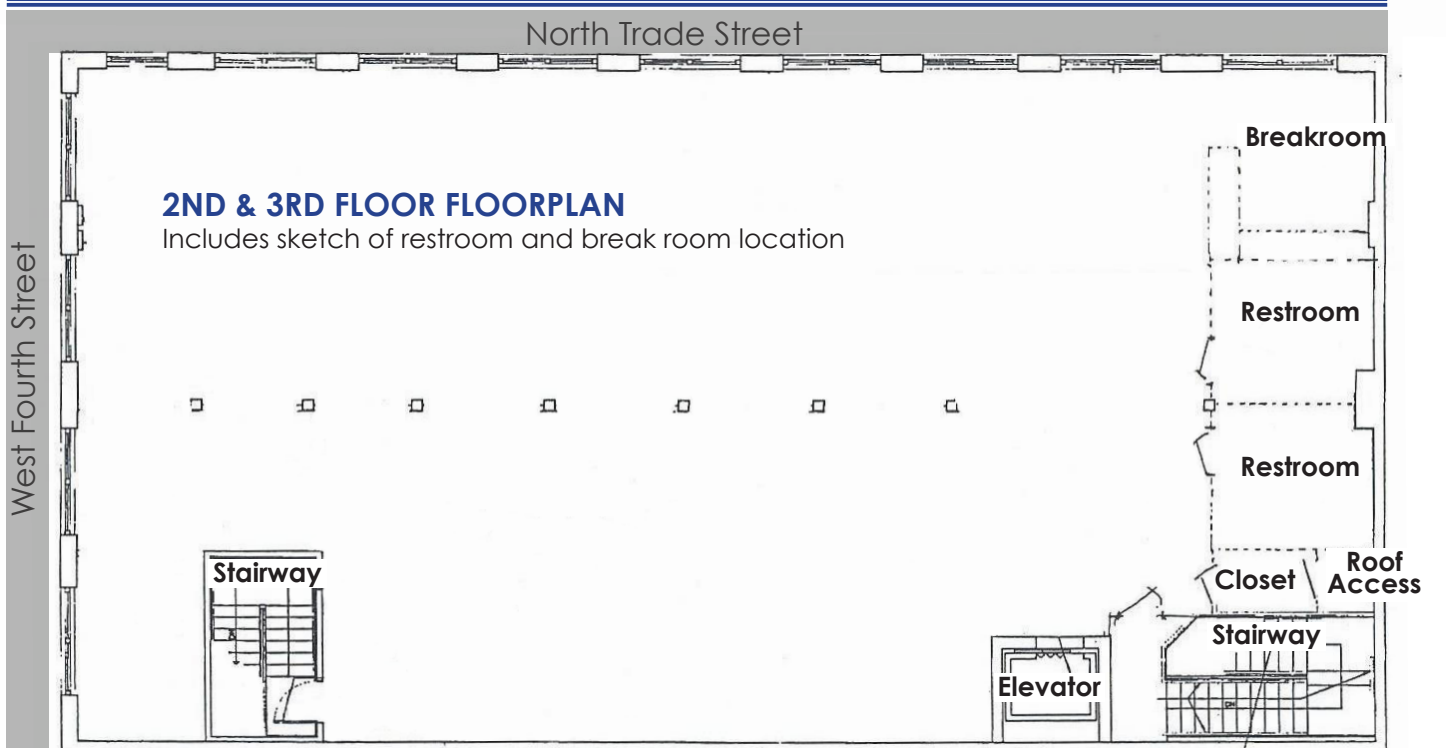 North Trade Street
Breakroom
2ND & 3RD FLOOR FLOORPLAN
Includes sketch of restroom and break room location
West Fourth Street
Restroom
Restroom
Stairway
Closet
Roof
Access
Stairway
Elevator